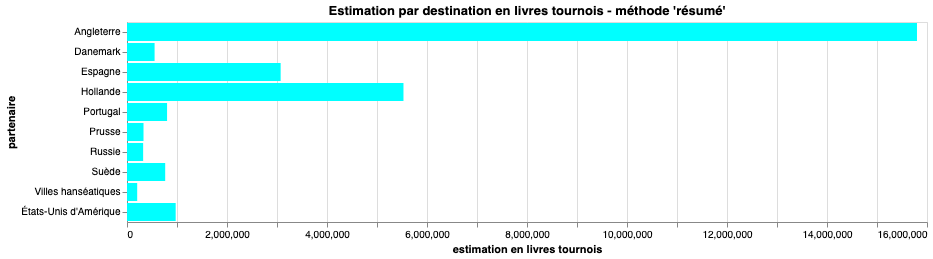 Estimation par destination en livres tournois - méthode 'résumé'
partenaire
Angleterre
Danemark
Espagne
Hollande
Portugal
Prusse
Russie
Suède
Villes hanséatiques
États-Unis d'Amérique
0 2,000,000 4,000,000 6,000,000 8,000,000 10,000,000 12,000,000 14,000,000 16,000,000
estimation en livres tournois